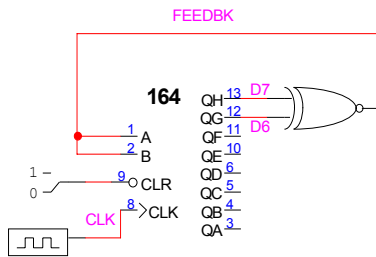 FEEDBK
164
1 A
2 B
1
0
9 CLR
CLK 8 CLK
QH 13 D7
QG 12 D6
QF 11
QE 10
QD 6
QC 5
QB 4
QA 3